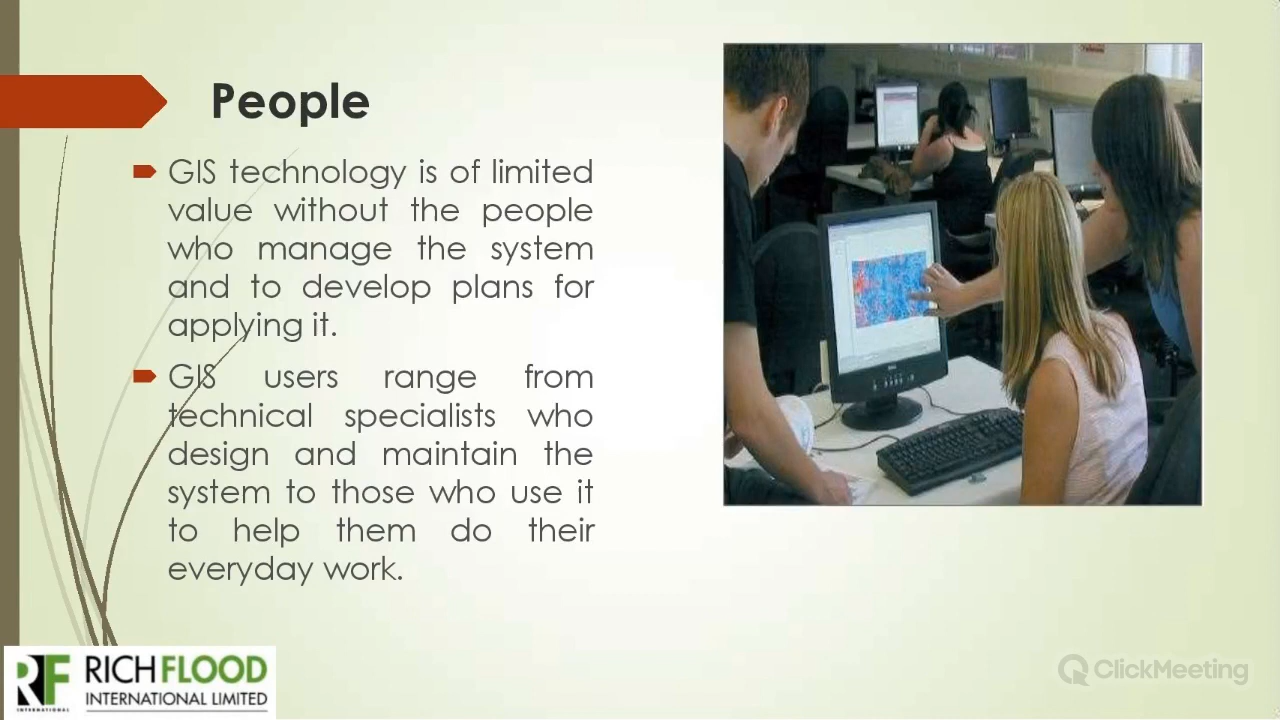 People
GIS technology is of limited
value without the people
who manage the system
and to develop plans for
applying it.
GIS users range from
technical specialists who
design and maintain the
system to those who use it
to help them do their
everyday work.
RF
INTERNATIONAL
RICHFLOOD
INTERNATIONAL LIMITED
ClickMeeting